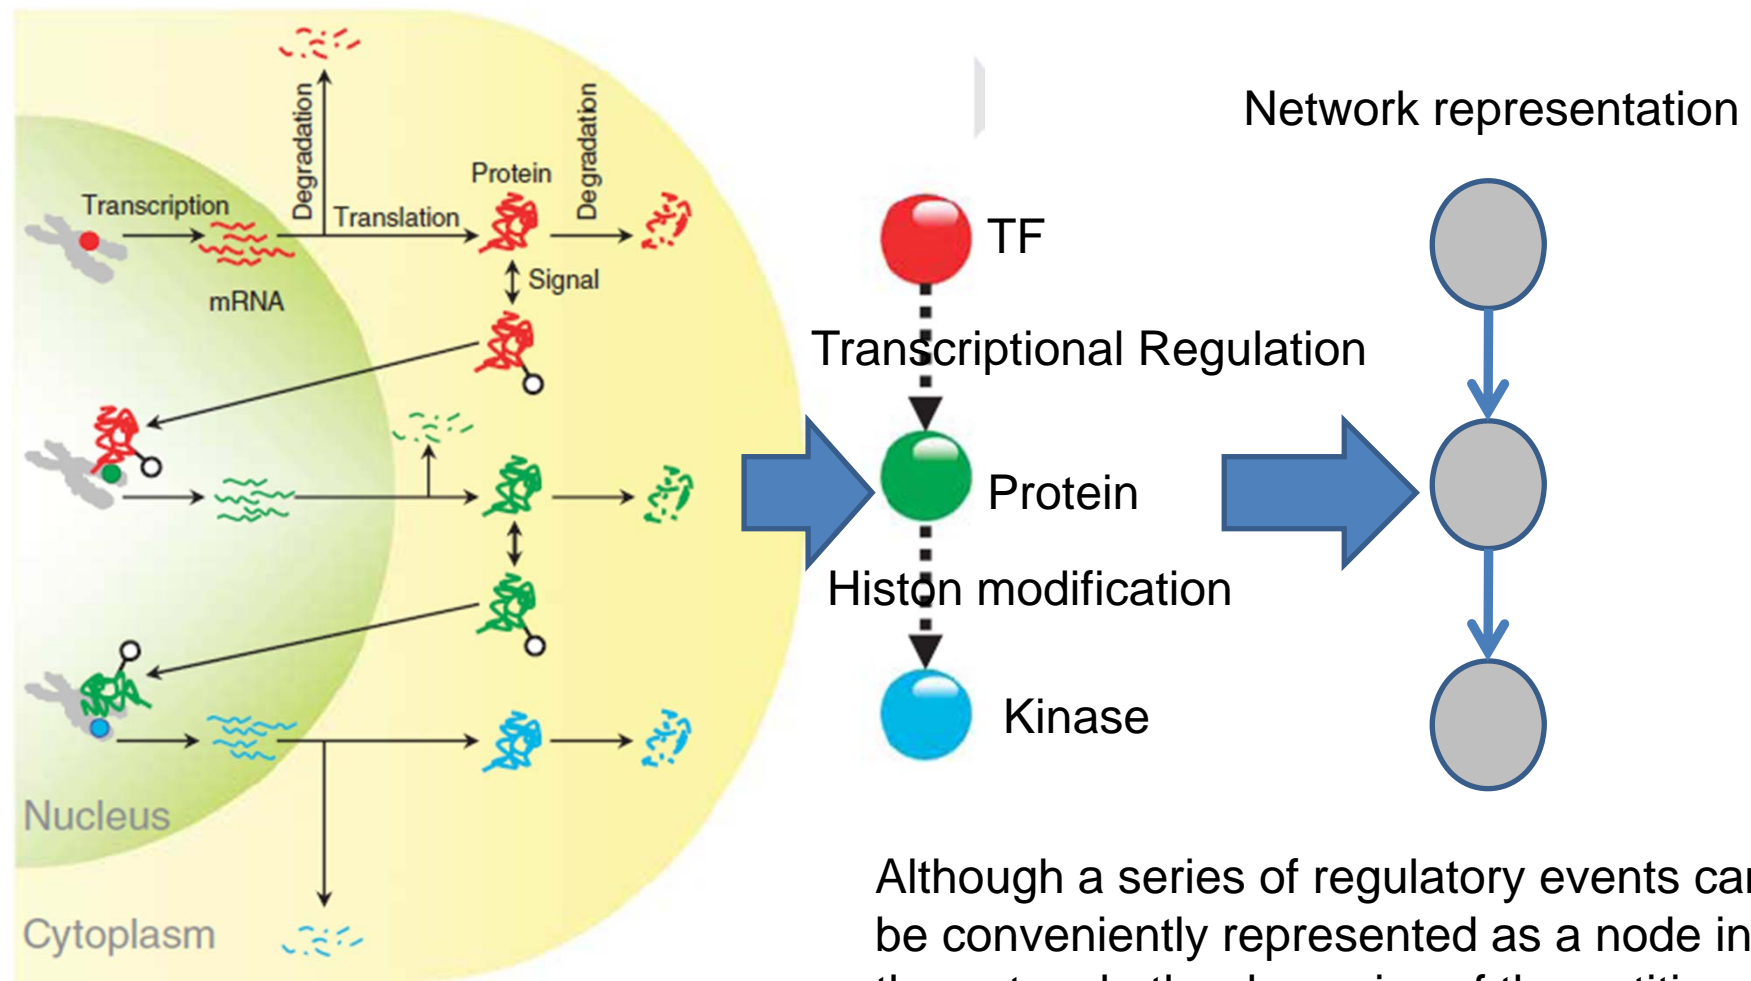 Network representation
Degradation
Degradation
Protein
Transcription
Translation
Signal
mRNA
TF
Transcriptional Regulation
Protein
Histon modification
Kinase
Nucleus
Cytoplasm
Although a series of regulatory events can
be conveniently represented as a node in